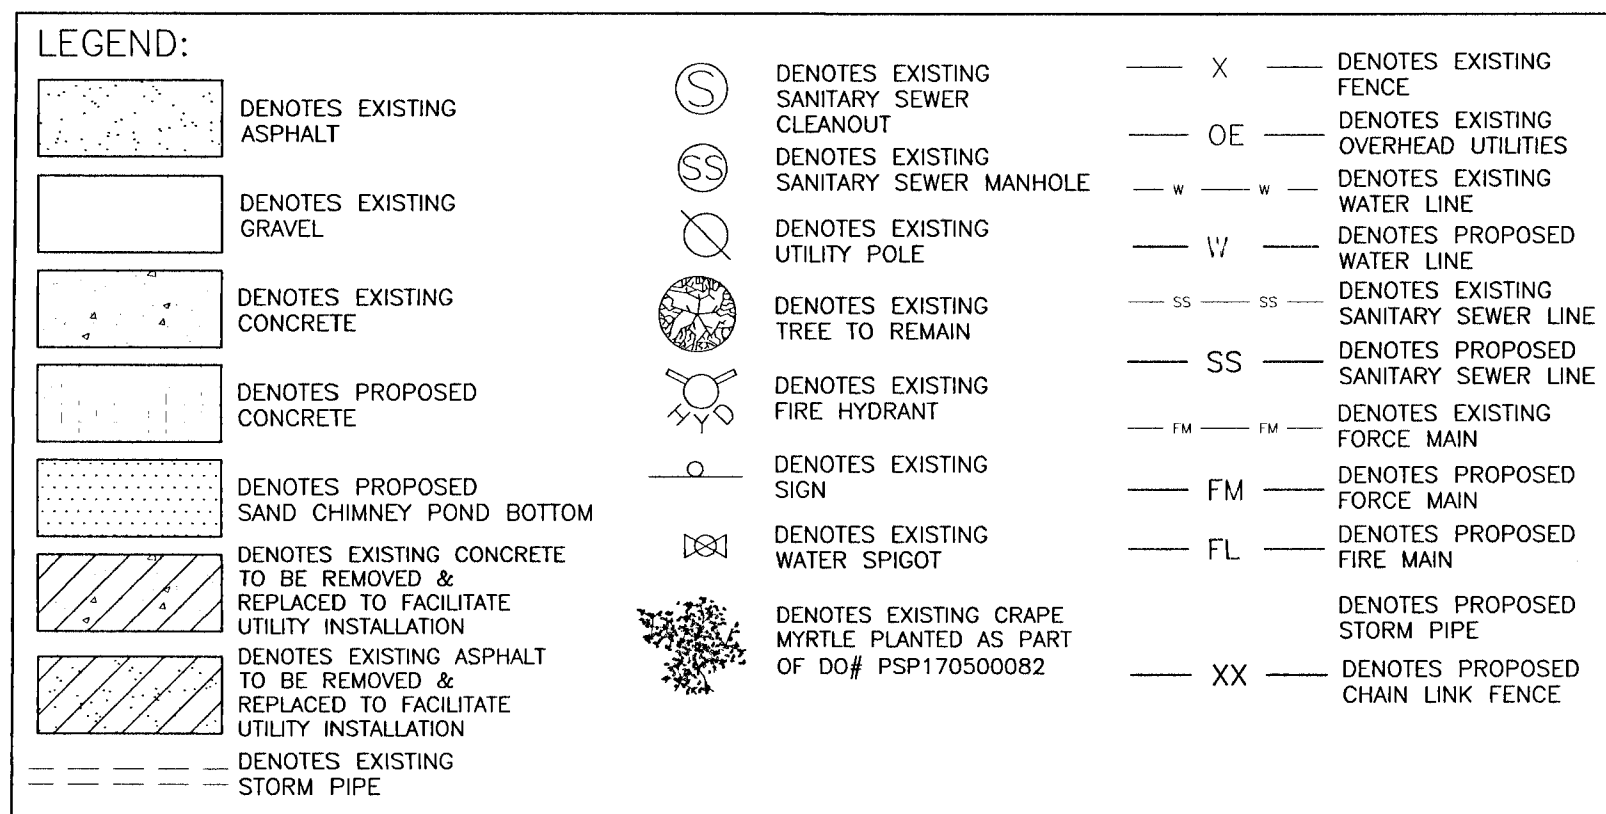 LEGEND:
DENOTES EXISTING
ASPHALT
DENOTES EXISTING
GRAVEL
DENOTES EXISTING
CONCRETE
DENOTES PROPOSED
CONCRETE
DENOTES PROPOSED
SAND CHIMNEY POND BOTTOM
DENOTES EXISTING CONCRETE
TO BE REMOVED &
REPLACED TO FACILITATE
UTILITY INSTALLATION
DENOTES EXISTING ASPHALT
TO BE REMOVED &
REPLACED TO FACILITATE
UTILITY INSTALLATION
DENOTES EXISTING
STORM PIPE
S
DENOTES EXISTING
SANITARY SEWER
CLEANOUT
SS
DENOTES EXISTING
SANITARY SEWER MANHOLE
DENOTES EXISTING
UTILITY POLE
DENOTES EXISTING
TREE TO REMAIN
HYD
DENOTES EXISTING
FIRE HYDRANT
DENOTES EXISTING
SIGN
DENOTES EXISTING
WATER SPIGOT
DENOTES EXISTING CRAPE
MYRTLE PLANTED AS PART
OF DO# PSP170500082
X
DENOTES EXISTING
FENCE
OE
DENOTES EXISTING
OVERHEAD UTILITIES
W W
DENOTES EXISTING
WATER LINE
W
DENOTES PROPOSED
WATER LINE
SS SS
DENOTES EXISTING
SANITARY SEWER LINE
SS
DENOTES PROPOSED
SANITARY SEWER LINE
FM FM
DENOTES EXISTING
FORCE MAIN
FM
DENOTES PROPOSED
FORCE MAIN
FL
DENOTES PROPOSED
FIRE MAIN
DENOTES PROPOSED
STORM PIPE
XX
DENOTES PROPOSED
CHAIN LINK FENCE